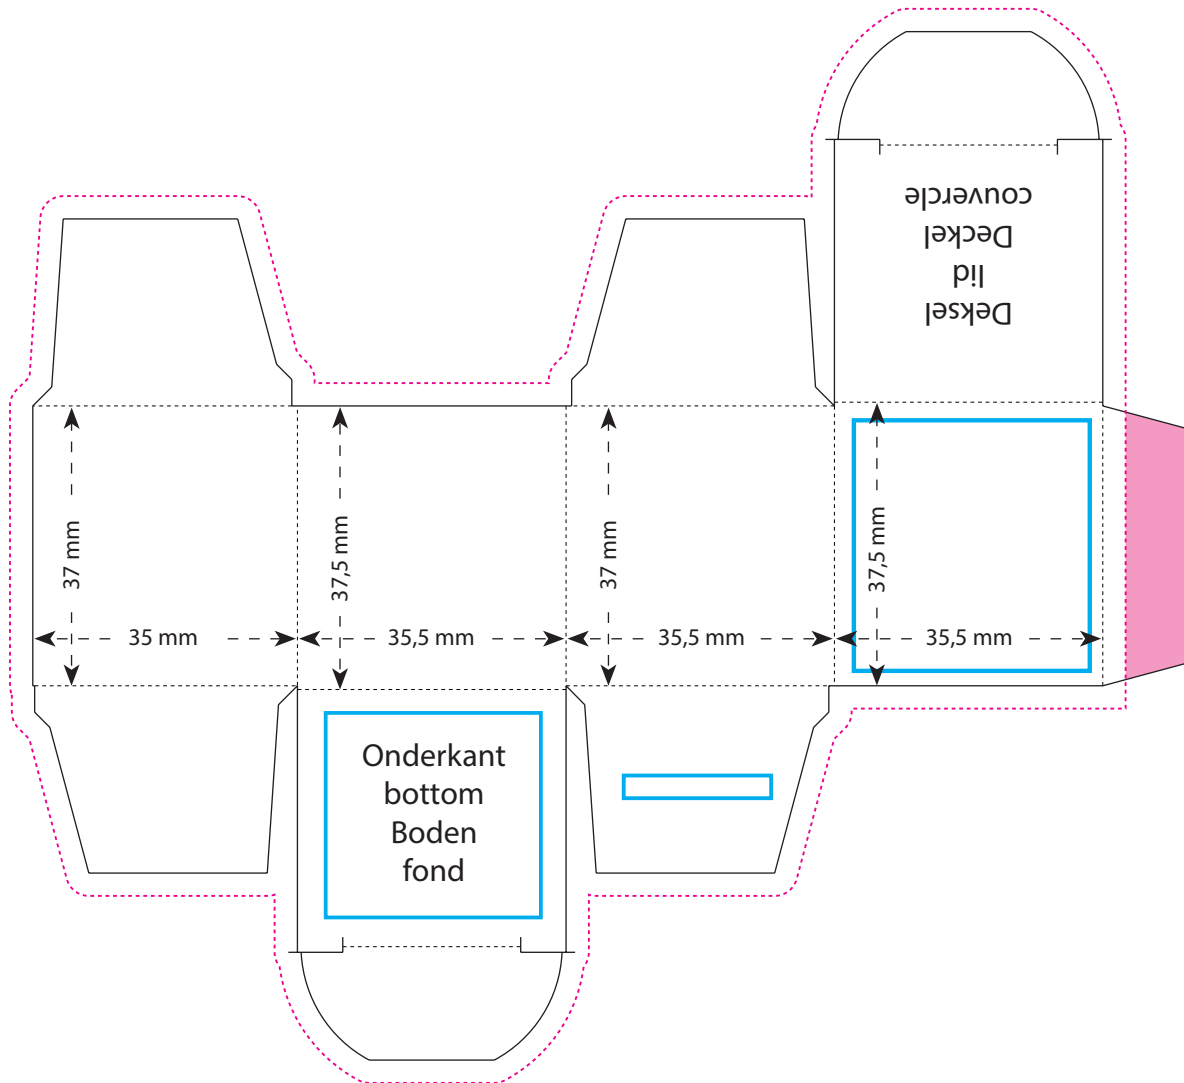 couvercle
Deckel
lid
Deksel
37 mm
37,5 mm
37 mm
37,5 mm
35 mm
35,5 mm
35,5 mm
35,5 mm
Onderkant
bottom
Boden
fond